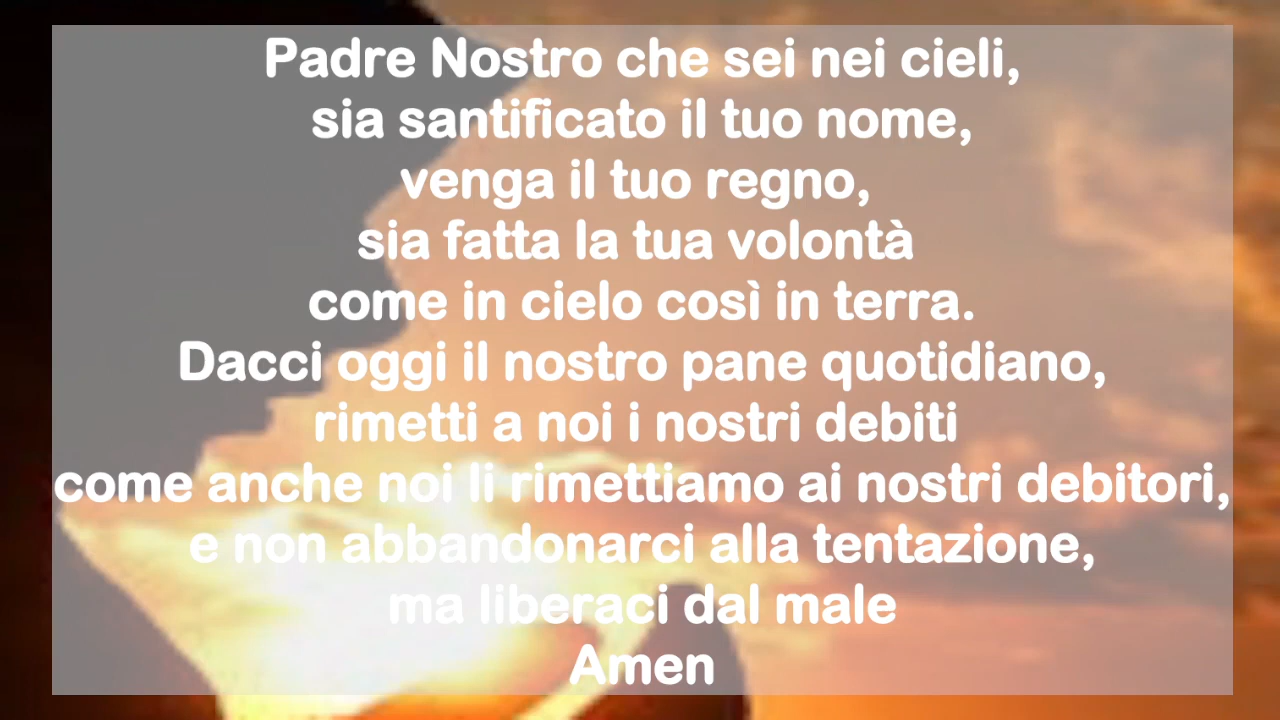 Padre Nostro che sei nei cieli,
sia santificato il tuo nome,
venga il tuo regno,
sia fatta la tua volontà
come in cielo così in terra.
Dacci oggi il nostro pane quotidiano,
rimetti a noi i nostri debiti
come anche noi li rimettiamo ai nostri debitori,
e non abbandonarci alla tentazione,
ma liberaci dal male
Amen